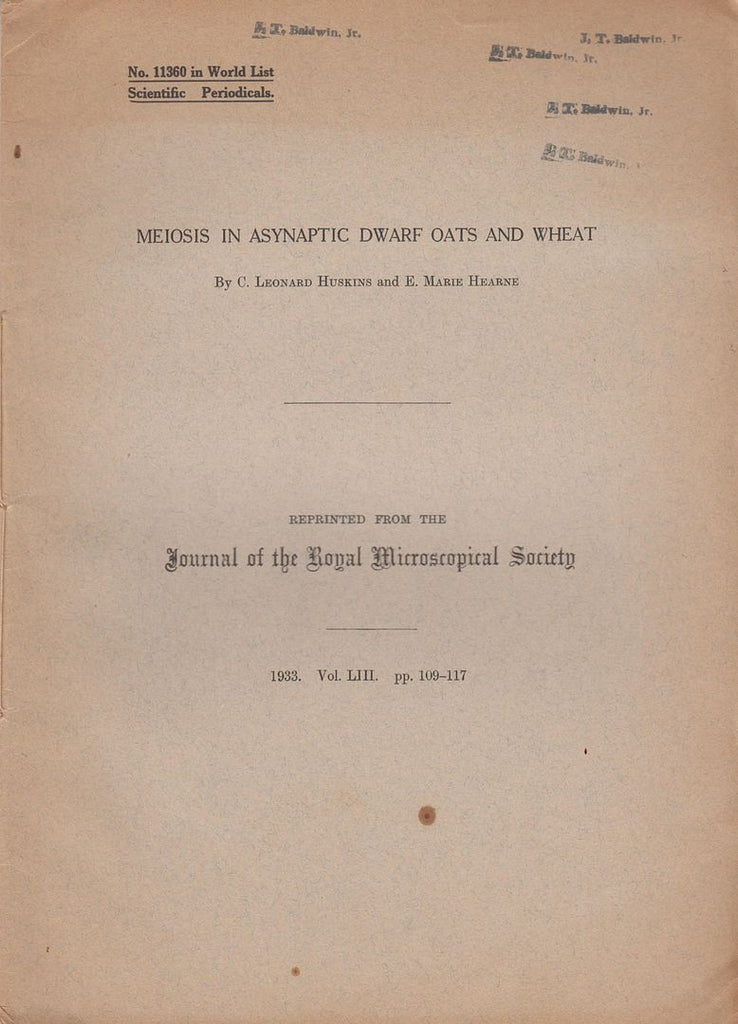 J. T. Baldwin, Jr.
J. T. Baldwin, Jr.
J. T. Baldwin, Jr.
No. 11360 in World List
Scientific Periodicals.
J. T. Baldwin, Jr.
J. T. Baldwin,
MEIOSIS IN ASYNAPTIC DWARF OATS AND WHEAT
By C. Leonard Huskins and E. Marie Hearne
REPRINTED FROM THE
Journal of the Royal Microscopical Society
1933. Vol. LIII. pp. 109–117